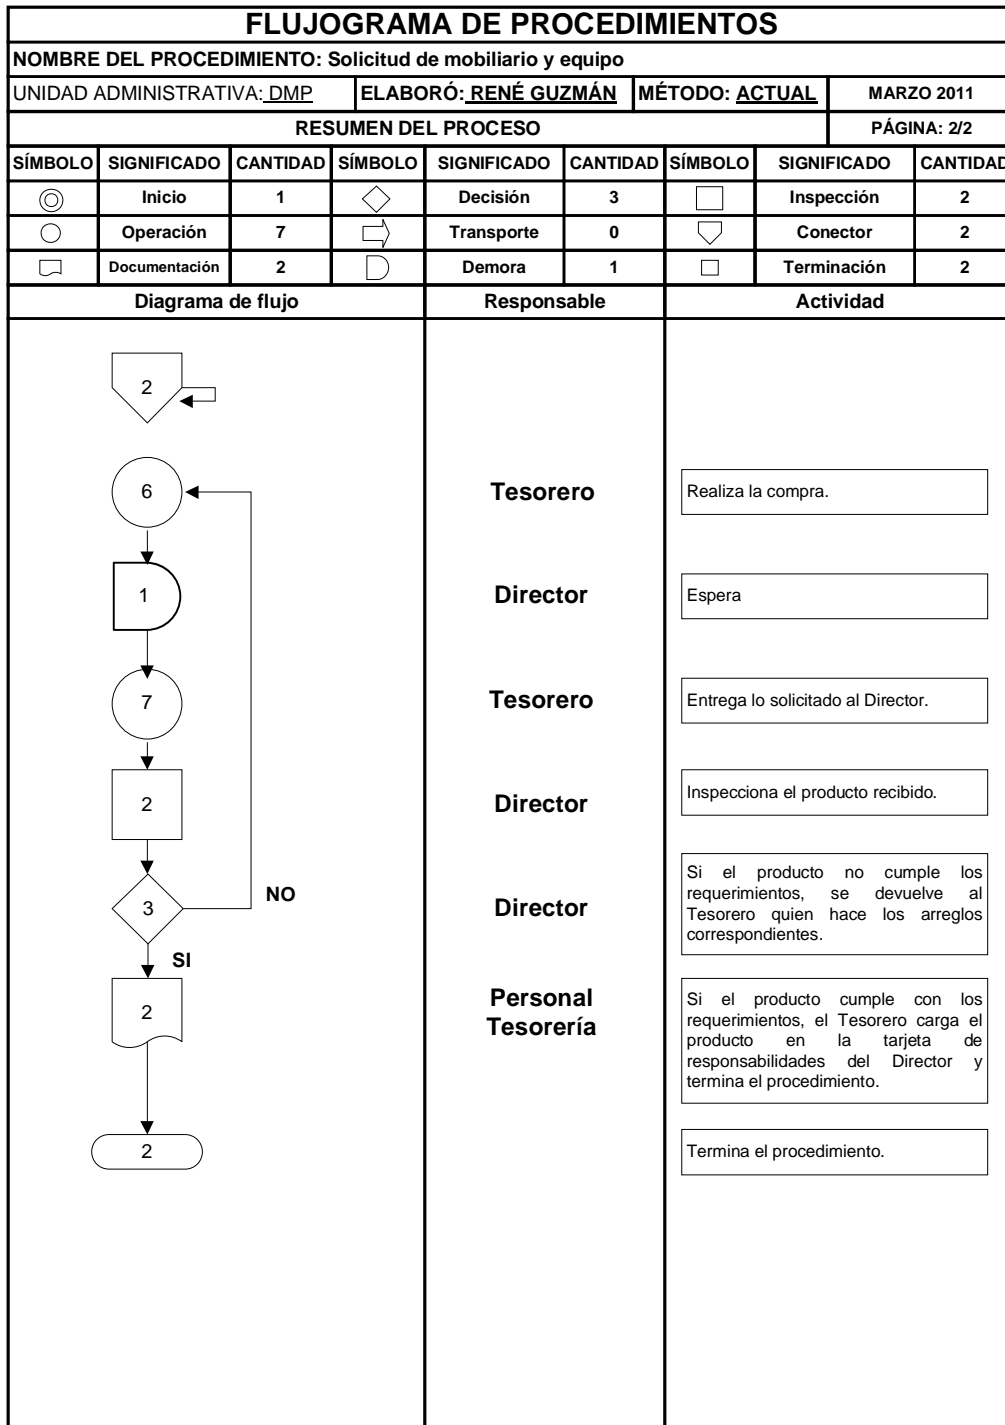 FLUJOGRAMA DE PROCEDIMIENTOS
NOMBRE DEL PROCEDIMIENTO: Solicitud de mobiliario y equipo
UNIDAD ADMINISTRATIVA: DMP ELABORÓ: RENÉ GUZMÁN MÉTODO: ACTUAL MARZO 2011
RESUMEN DEL PROCESO PÁGINA: 2/2
SÍMBOLO SIGNIFICADO CANTIDAD SÍMBOLO SIGNIFICADO CANTIDAD SÍMBOLO SIGNIFICADO CANTIDAD
Inicio 1 Decisión 3 Inspección 2
Operación 7 Transporte 0 Conector 2
Documentación 2 Demora 1 Terminación 2
Diagrama de flujo Responsable Actividad
2
6 Tesorero Realiza la compra.
1 Director Espera
7 Tesorero Entrega lo solicitado al Director.
2 Director Inspecciona el producto recibido.
3 NO Director
Si el producto no cumple los
requerimientos, se devuelve al
Tesorero quien hace los arreglos
correspondientes.
SI
2
Personal
Tesorería
Si el producto cumple con los
requerimientos, el Tesorero carga el
producto en la tarjeta de
responsabilidades del Director y
termina el procedimiento.
2 Termina el procedimiento.